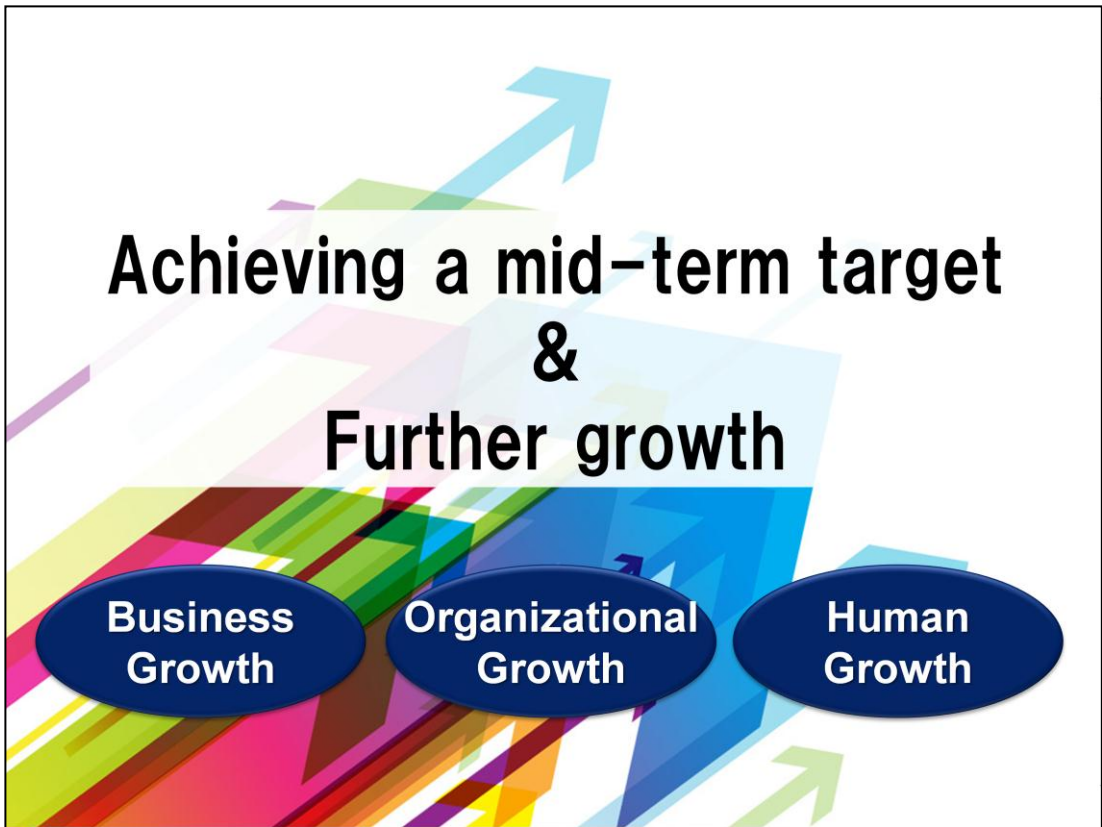 Achieving a mid-term target
&
Further growth
Business
Growth
Organizational
Growth
Human
Growth